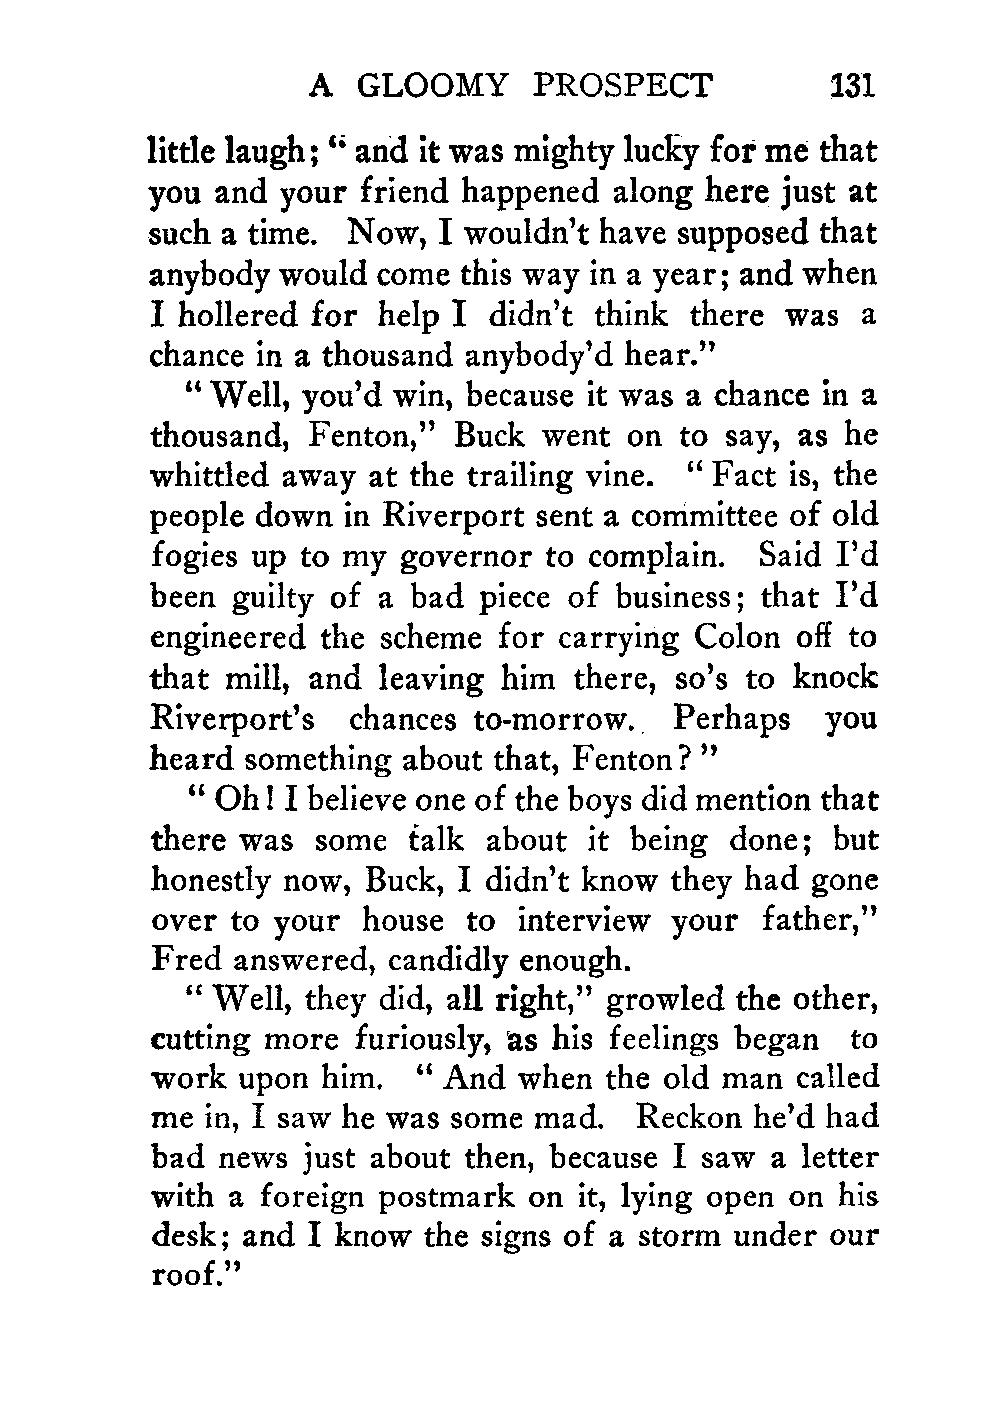 A GLOOMY PROSPECT 131
little laugh; “ and it was mighty lucky for me that
you and your friend happened along here just at
such a time. Now, I wouldn’t have supposed that
anybody would come this way in a year; and when
I hollered for help I didn’t think there was a
chance in a thousand anybody’d hear.”
“ Well, you’d win, because it was a chance in a
thousand, Fenton,” Buck went on to say, as he
whittled away at the trailing vine. “ Fact is, the
people down in Riverport sent a committee of old
fogies up to my governor to complain. Said I’d
been guilty of a bad piece of business; that I’d
engineered the scheme for carrying Colon off to
that mill, and leaving him there, so’s to knock
Riverport’s chances to-morrow. Perhaps you
heard something about that, Fenton? ”
“ Oh! I believe one of the boys did mention that
there was some talk about it being done; but
honestly now, Buck, I didn’t know they had gone
over to your house to interview your father,”
Fred answered, candidly enough.
“ Well, they did, all right,” growled the other,
cutting more furiously, as his feelings began to
work upon him. “ And when the old man called
me in, I saw he was some mad. Reckon he’d had
bad news just about then, because I saw a letter
with a foreign postmark on it, lying open on his
desk; and I know the signs of a storm under our
roof.”